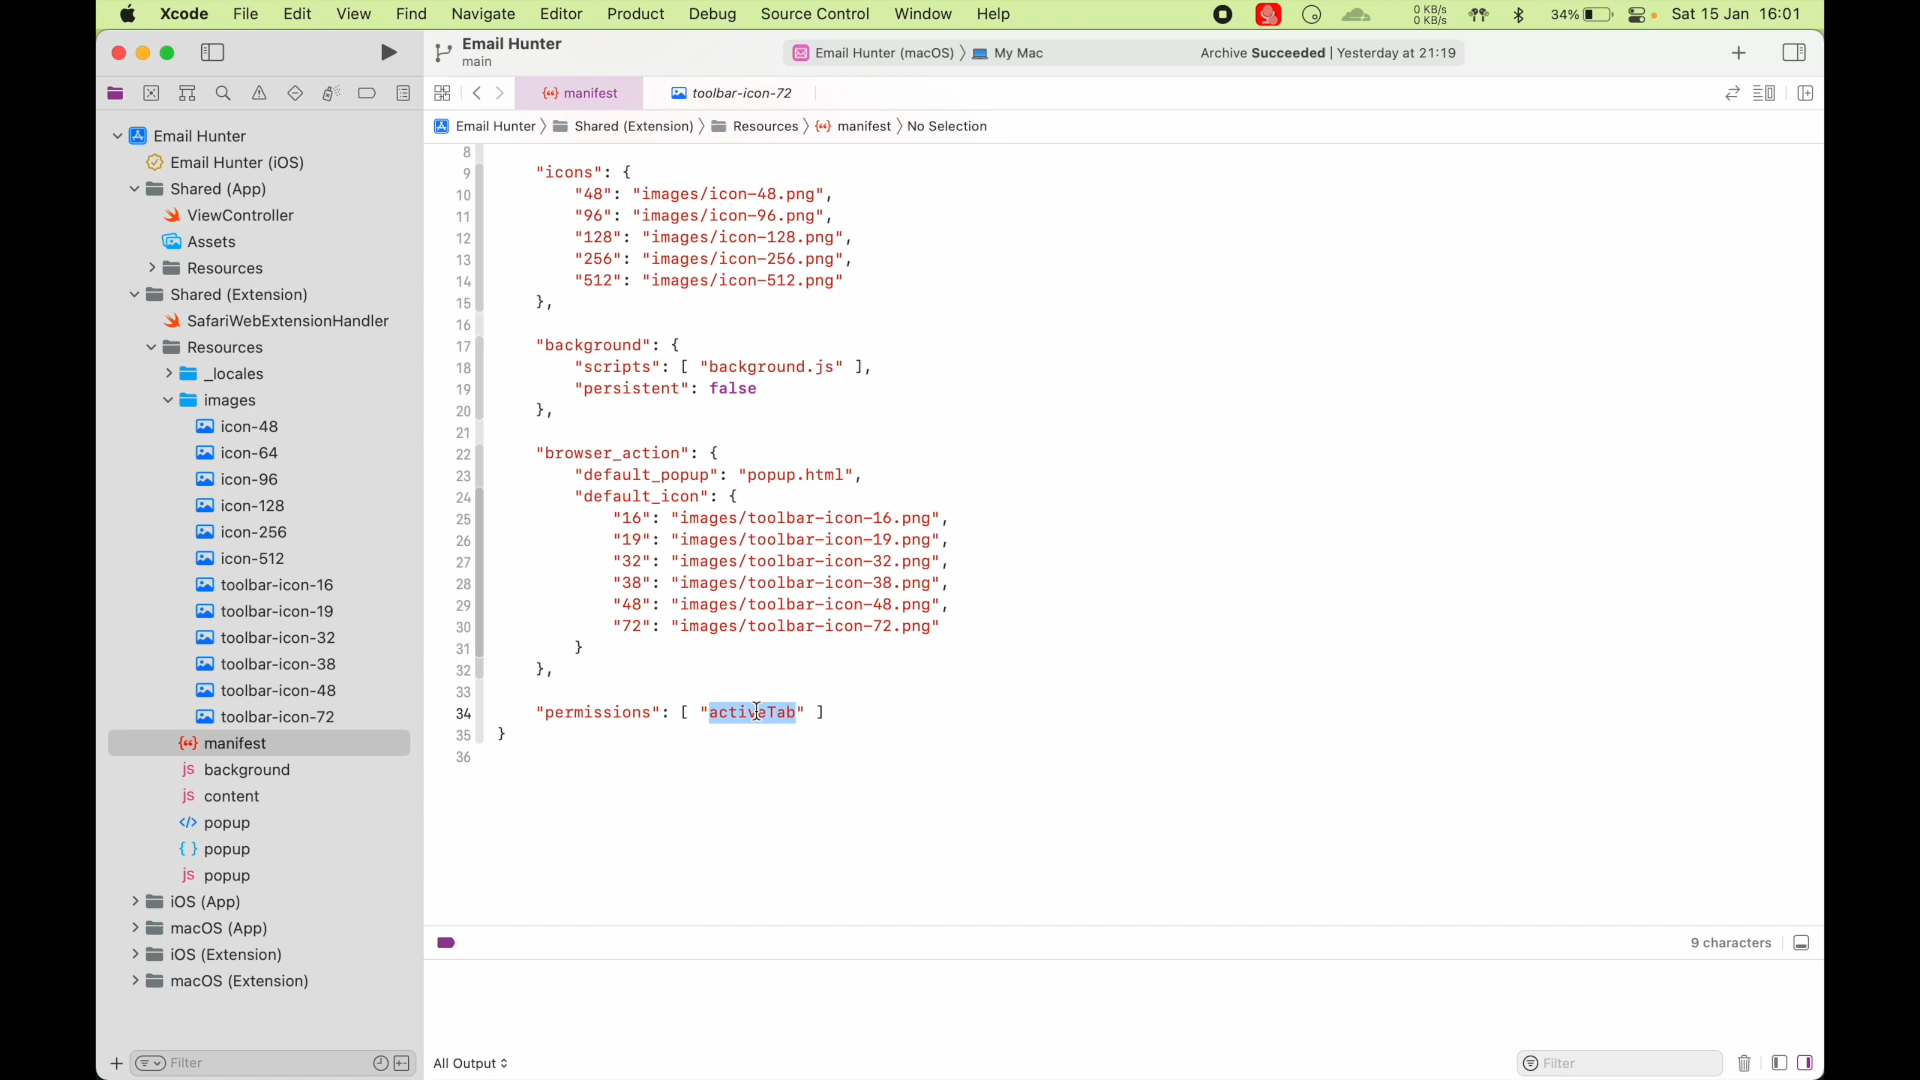 Xcode File Edit View Find Navigate Editor Product Debug Source Control Window Help 0 KB/s 0 KB/s 34% Sat 15 Jan 16:01
Email Hunter
main
Email Hunter (macOS) My Mac Archive Succeeded | Yesterday at 21:19
manifest toolbar-icon-72
Email Hunter Shared (Extension) Resources manifest No Selection
Email Hunter
Email Hunter (iOS)
Shared (App)
ViewController
Assets
Resources
Shared (Extension)
SafariWebExtensionHandler
Resources
_locales
images
icon-48
icon-64
icon-96
icon-128
icon-256
icon-512
toolbar-icon-16
toolbar-icon-19
toolbar-icon-32
toolbar-icon-38
toolbar-icon-48
toolbar-icon-72
manifest
JS background
JS content
</> popup
{ } popup
JS popup
iOS (App)
macOS (App)
iOS (Extension)
macOS (Extension)
Filter
8
9 "icons": {
10 "48": "images/icon-48.png",
11 "96": "images/icon-96.png",
12 "128": "images/icon-128.png",
13 "256": "images/icon-256.png",
14 "512": "images/icon-512.png"
15 },
16
17 "background": {
18 "scripts": [ "background.js" ],
19 "persistent": false
20 },
21
22 "browser_action": {
23 "default_popup": "popup.html",
24 "default_icon": {
25 "16": "images/toolbar-icon-16.png",
26 "19": "images/toolbar-icon-19.png",
27 "32": "images/toolbar-icon-32.png",
28 "38": "images/toolbar-icon-38.png",
29 "48": "images/toolbar-icon-48.png",
30 "72": "images/toolbar-icon-72.png"
31 }
32 },
33
34 "permissions": [ "activeTab" ]
35 }
36
9 characters
All Output Filter